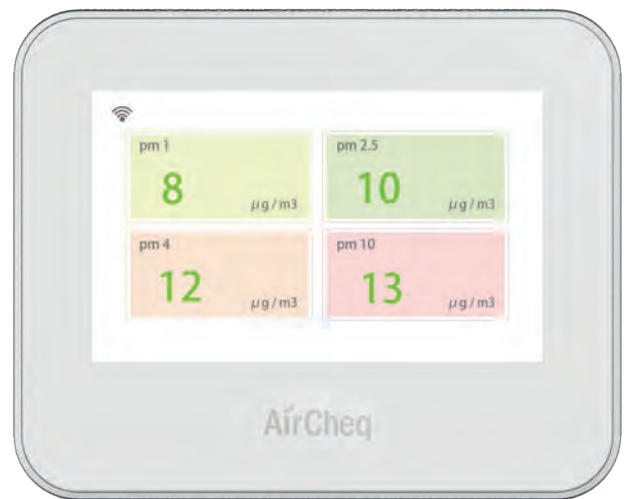 pm 1
8 μg/m3
pm 2.5
10 μg/m3
pm 4
12 μg/m3
pm 10
13 μg/m3
AirCheq